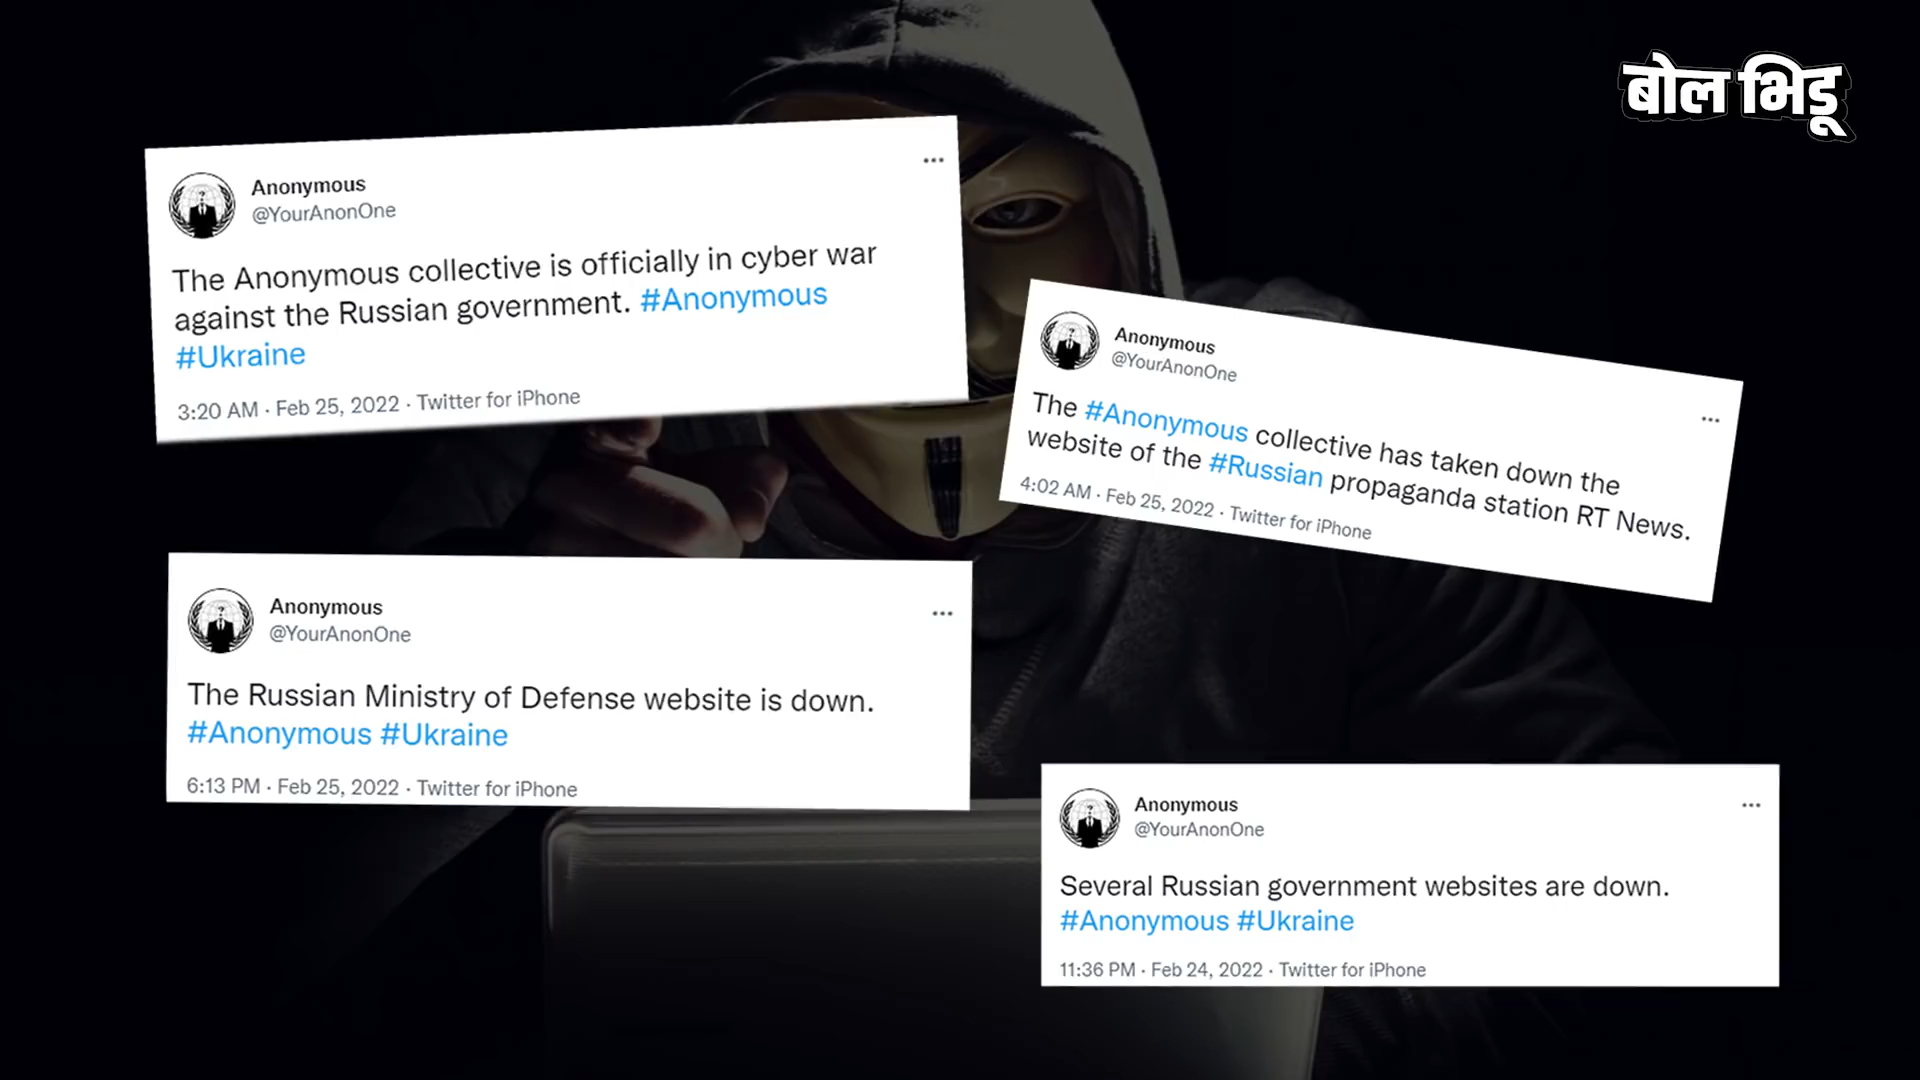 बोल भिडू
Anonymous
@YourAnonOne
The Anonymous collective is officially in cyber war
against the Russian government. #Anonymous
#Ukraine
3:20 AM · Feb 25, 2022 · Twitter for iPhone
Anonymous
@YourAnonOne
The #Anonymous collective has taken down the
website of the #Russian propaganda station RT News.
4:02 AM · Feb 25, 2022 · Twitter for iPhone
Anonymous
@YourAnonOne
The Russian Ministry of Defense website is down.
#Anonymous #Ukraine
6:13 PM · Feb 25, 2022 · Twitter for iPhone
Anonymous
@YourAnonOne
Several Russian government websites are down.
#Anonymous #Ukraine
11:36 PM · Feb 24, 2022 · Twitter for iPhone